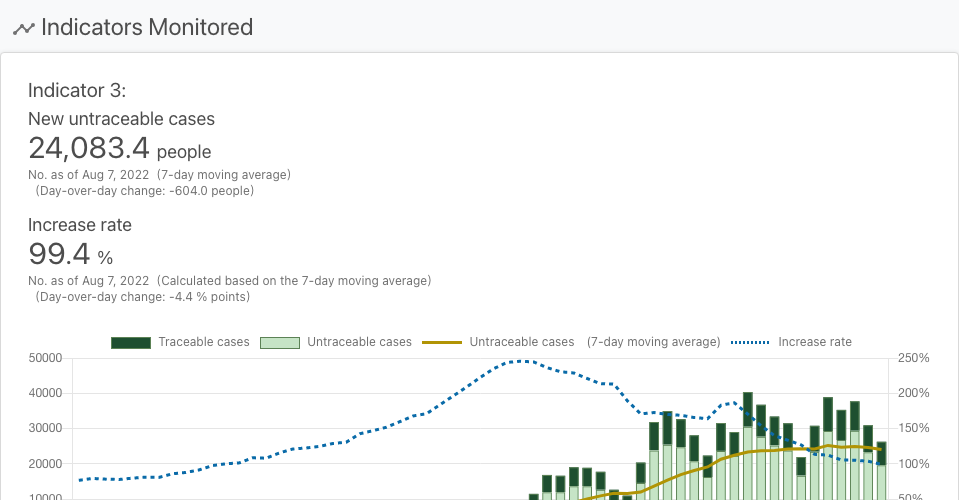 Indicators Monitored
Indicator 3:
New untraceable cases
24,083.4 people
No. as of Aug 7, 2022 (7-day moving average)
(Day-over-day change: -604.0 people)
Increase rate
99.4 %
No. as of Aug 7, 2022 (Calculated based on the 7-day moving average)
(Day-over-day change: -4.4 % points)
Traceable cases Untraceable cases Untraceable cases (7-day moving average) Increase rate
50000 250%
40000 200%
30000 150%
20000 100%
10000 50%